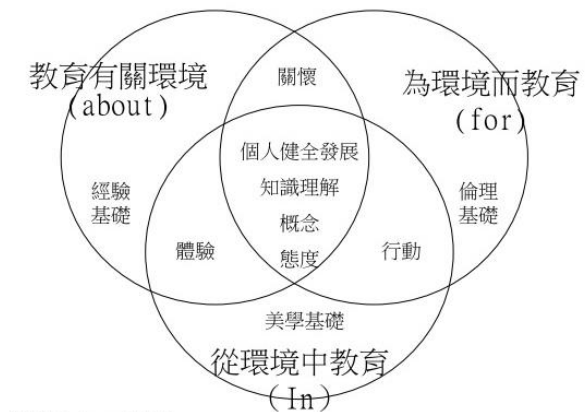 教育有關環境
(about)
關懷
為環境而教育
(for)
個人健全發展
知識理解
概念
態度
經驗
基礎
倫理
基礎
體驗
行動
美學基礎
從環境中教育
(In)